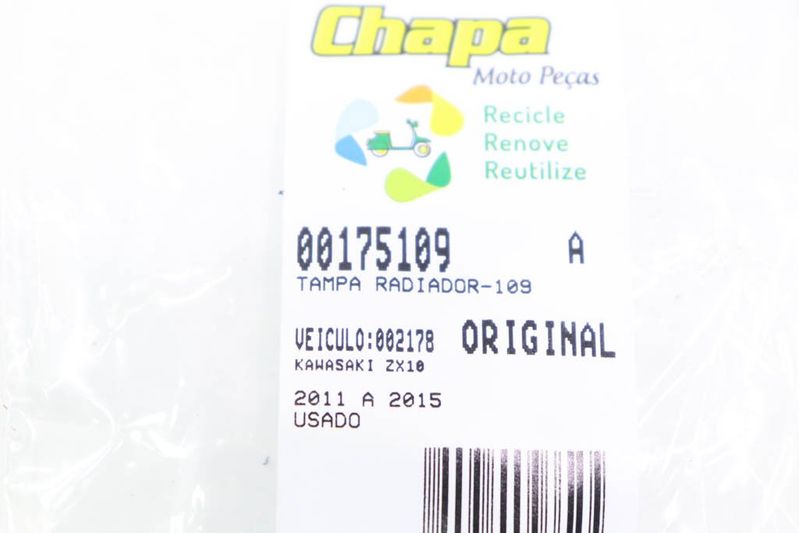 Chapa
Moto Peças
Recicle
Renove
Reutilize
00175109 A
TAMPA RADIADOR-109
VEICULO:002178 ORIGINAL
KAWASAKI ZX10
2011 A 2015
USADO